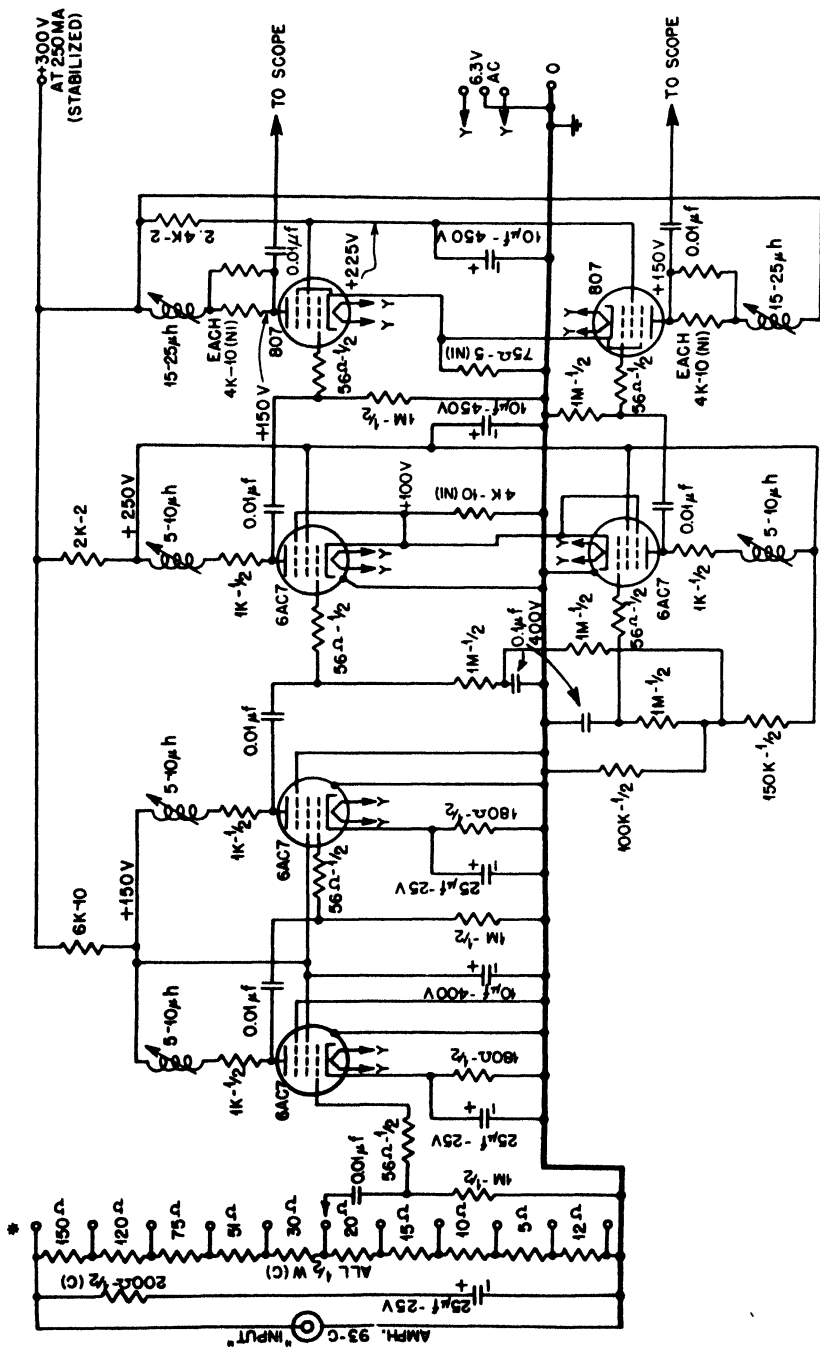 +300V
AT 250 MA
(STABILIZED)
TO SCOPE
6.3V
AC
Y
Y
0
TO SCOPE
2.4K-2
0.01µf
+225V
10µf-450V
+
–
15-25µh
EACH
4K-10 (NI)
+150V
807
Y
Y
56Ω-1/2
1M-1/2
75Ω-5 (NI)
10µf-450V
+
–
807
+150V
0.01µf
Y
Y
1M-1/2
56Ω-1/2
EACH
4K-10 (NI)
15-25µh
2K-2
+250V
5-10µh
1K-1/2
0.01µf
6AC7
Y
Y
56Ω-1/2
+100V
4K-10 (NI)
1M-1/2
0.1µf
400V
1M-1/2
Y
Y
6AC7
56Ω-1/2
0.01µf
1K-1/2
5-10µh
1M-1/2
150K-1/2
100K-1/2
6K-10
+150V
5-10µh
1K-1/2
0.01µf
6AC7
Y
Y
56Ω-1/2
180Ω-1/2
25µf-25V
+
–
1M-1/2
10µf-400V
+
–
5-10µh
1K-1/2
0.01µf
6AC7
Y
Y
180Ω-1/2
25µf-25V
+
–
56Ω-1/2
0.01µf
1M-1/2
*
150Ω
120Ω
75Ω
51Ω
30Ω
20Ω
15Ω
10Ω
5Ω
12Ω
ALL 1/2 W (C)
200Ω-1/2 (C)
25µf-25V
+
–
AMPH. 93-C
"INPUT"